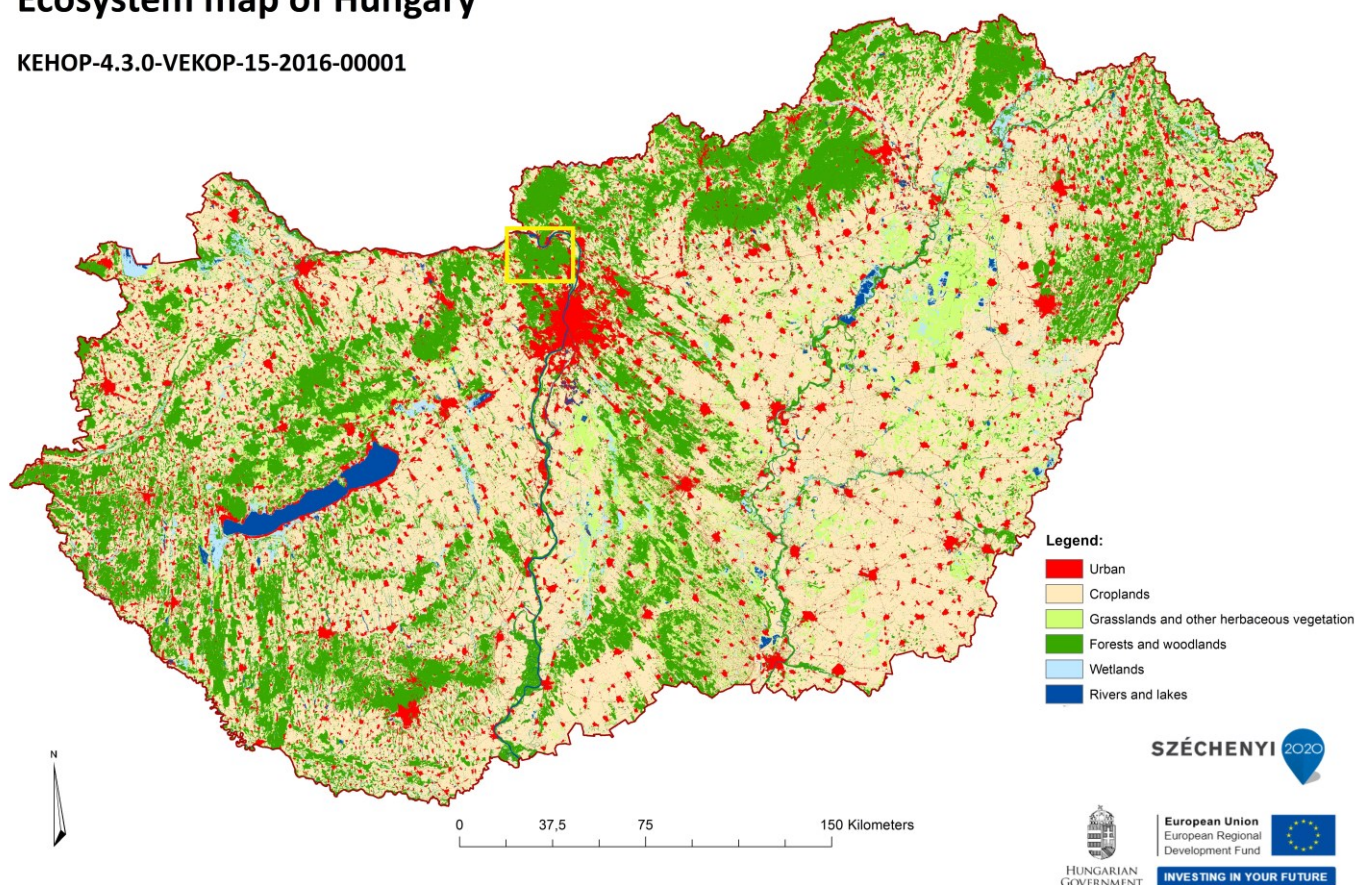 Ecosystem map of Hungary
KEHOP-4.3.0-VEKOP-15-2016-00001
Legend:
Urban
Croplands
Grasslands and other herbaceous vegetation
Forests and woodlands
Wetlands
Rivers and lakes
N
0 37,5 75 150 Kilometers
SZÉCHENYI 2020
HUNGARIAN
GOVERNMENT
European Union
European Regional
Development Fund
INVESTING IN YOUR FUTURE